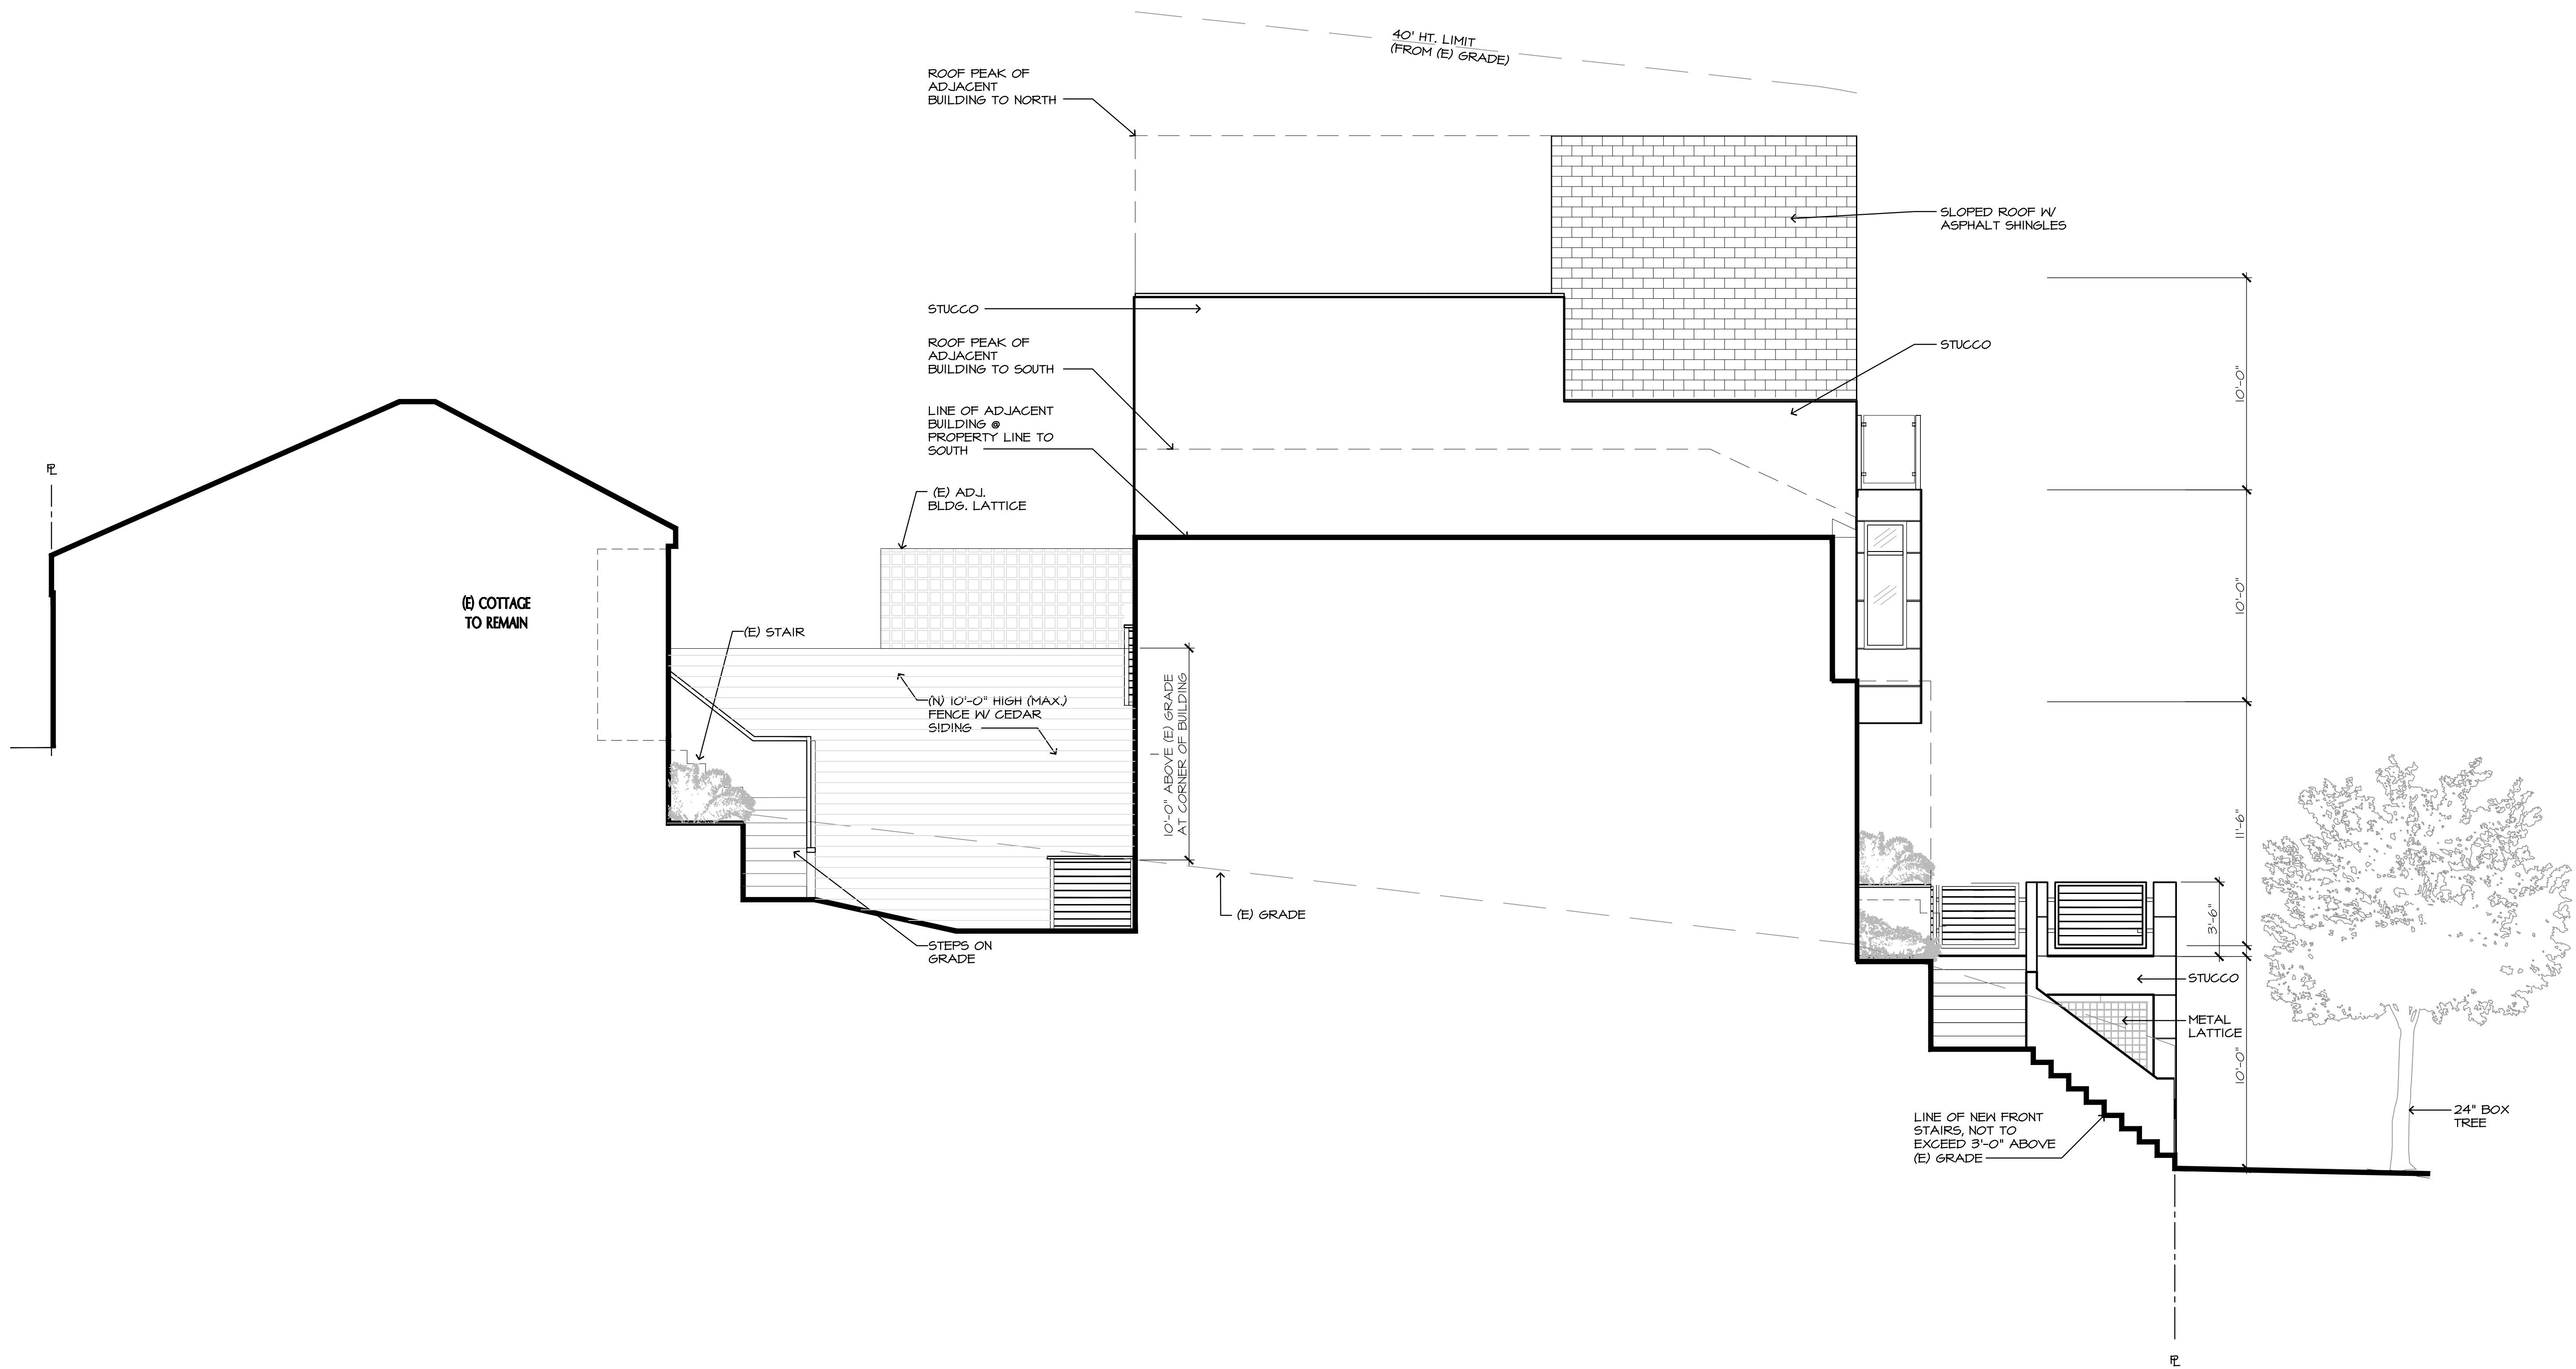 40' HT. LIMIT
(FROM (E) GRADE)
ROOF PEAK OF
ADJACENT
BUILDING TO NORTH
SLOPED ROOF W/
ASPHALT SHINGLES
STUCCO
STUCCO
ROOF PEAK OF
ADJACENT
BUILDING TO SOUTH
LINE OF ADJACENT
BUILDING @
PROPERTY LINE TO
SOUTH
(E) ADJ.
BLDG. LATTICE
PL
(E) COTTAGE
TO REMAIN
(E) STAIR
(N) 10'-0" HIGH (MAX.)
FENCE W/ CEDAR
SIDING
10'-0" ABOVE (E) GRADE
AT CORNER OF BUILDING
(E) GRADE
STEPS ON
GRADE
10'-0"
10'-0"
11'-6"
3'-6"
10'-0"
STUCCO
METAL
LATTICE
LINE OF NEW FRONT
STAIRS, NOT TO
EXCEED 3'-0" ABOVE
(E) GRADE
24" BOX
TREE
PL